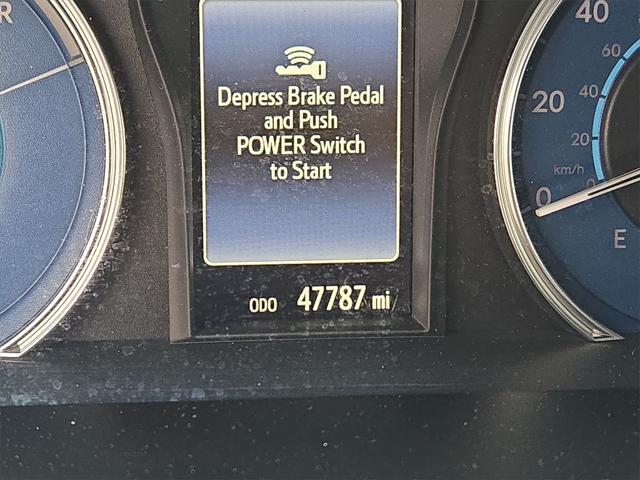 R
Depress Brake Pedal
and Push
POWER Switch
to Start
ODO 47787 mi
40
60
20
40
20
km/h
0
0
E